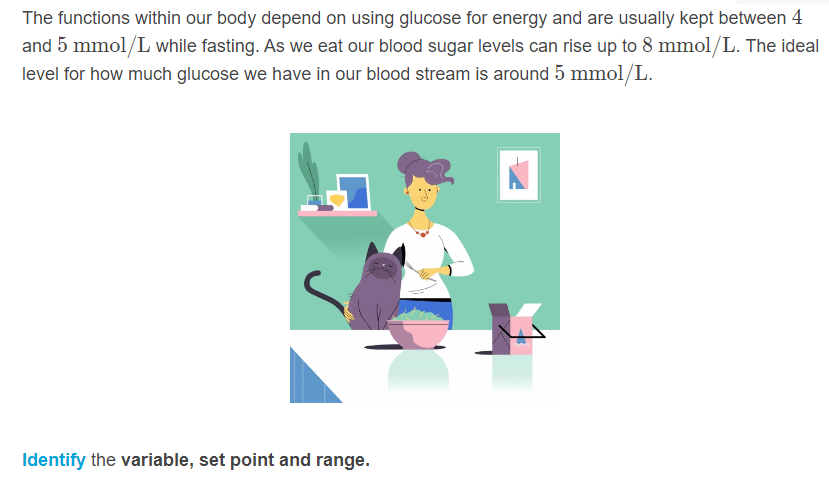 The functions within our body depend on using glucose for energy and are usually kept between 4
and 5 mmol/L while fasting. As we eat our blood sugar levels can rise up to 8 mmol/L. The ideal
level for how much glucose we have in our blood stream is around 5 mmol/L.
Identify the variable, set point and range.